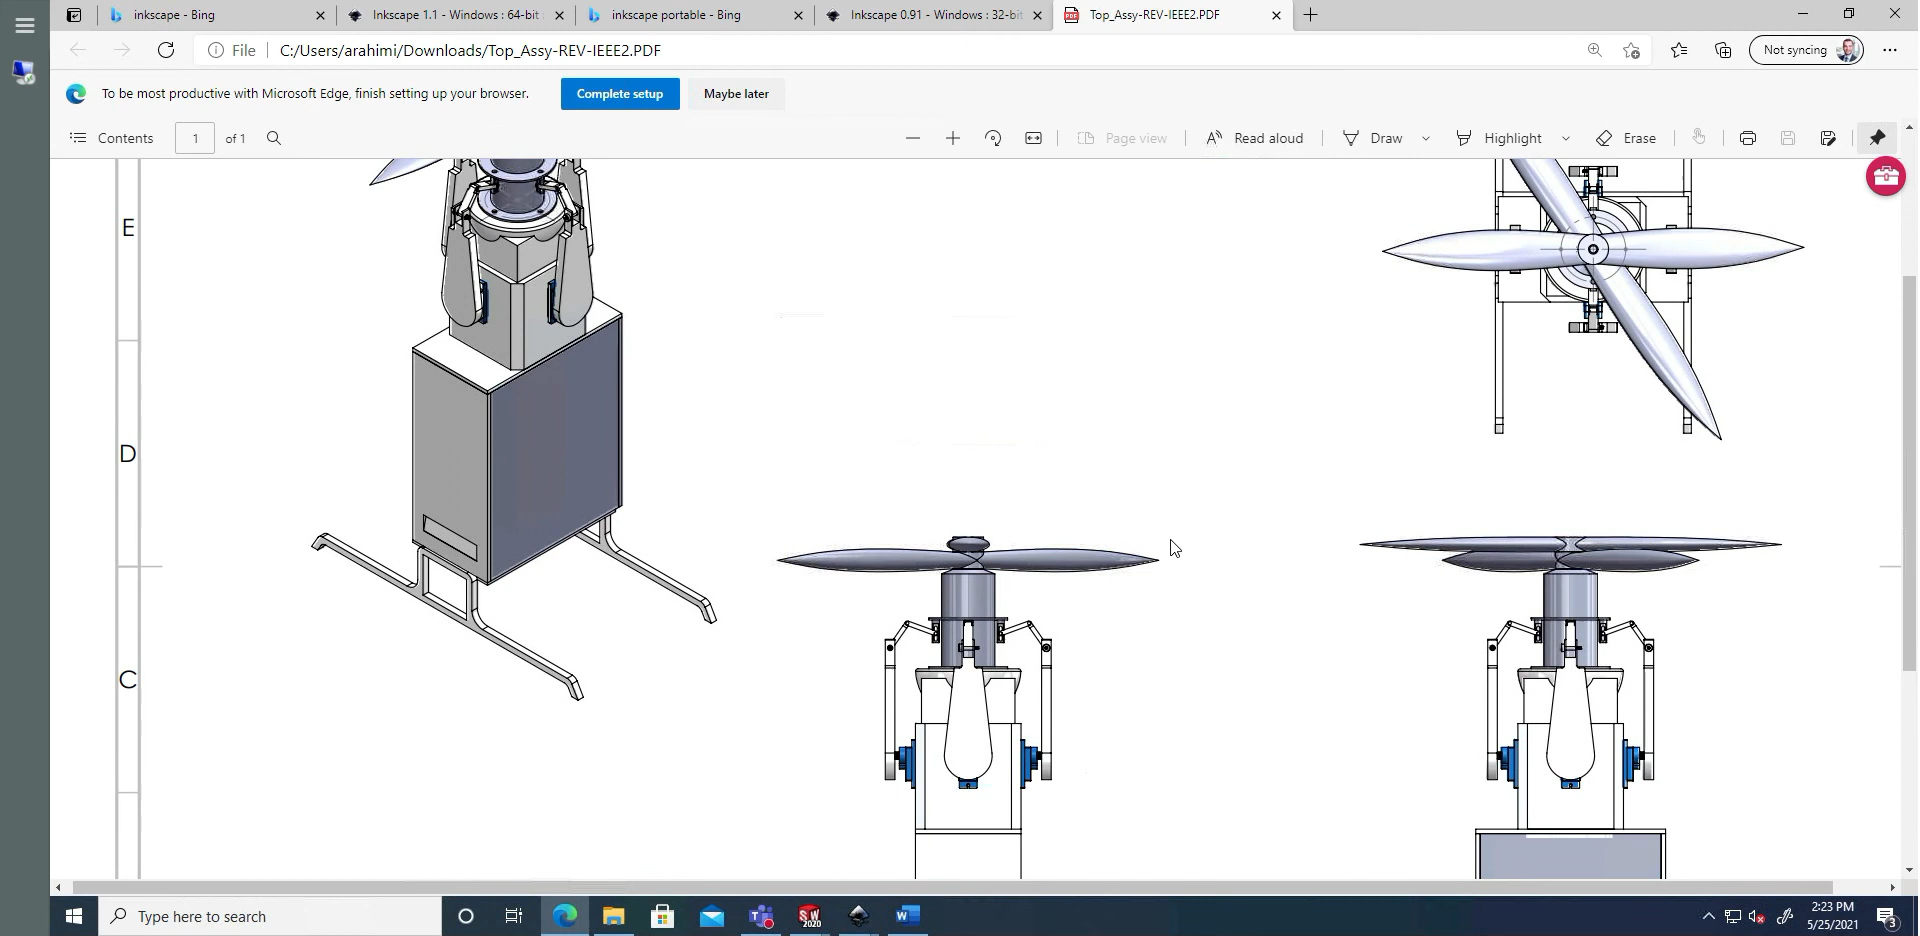 inkscape - Bing
Inkscape 1.1 - Windows : 64-bit
inkscape portable - Bing
Inkscape 0.91 - Windows : 32-bit
Top_Assy-REV-IEEE2.PDF
File
C:/Users/arahimi/Downloads/Top_Assy-REV-IEEE2.PDF
Not syncing
To be most productive with Microsoft Edge, finish setting up your browser.
Complete setup
Maybe later
Contents
1
of 1
Page view
Read aloud
Draw
Highlight
Erase
E
D
C
Type here to search
SW
2020
2:23 PM
5/25/2021
3